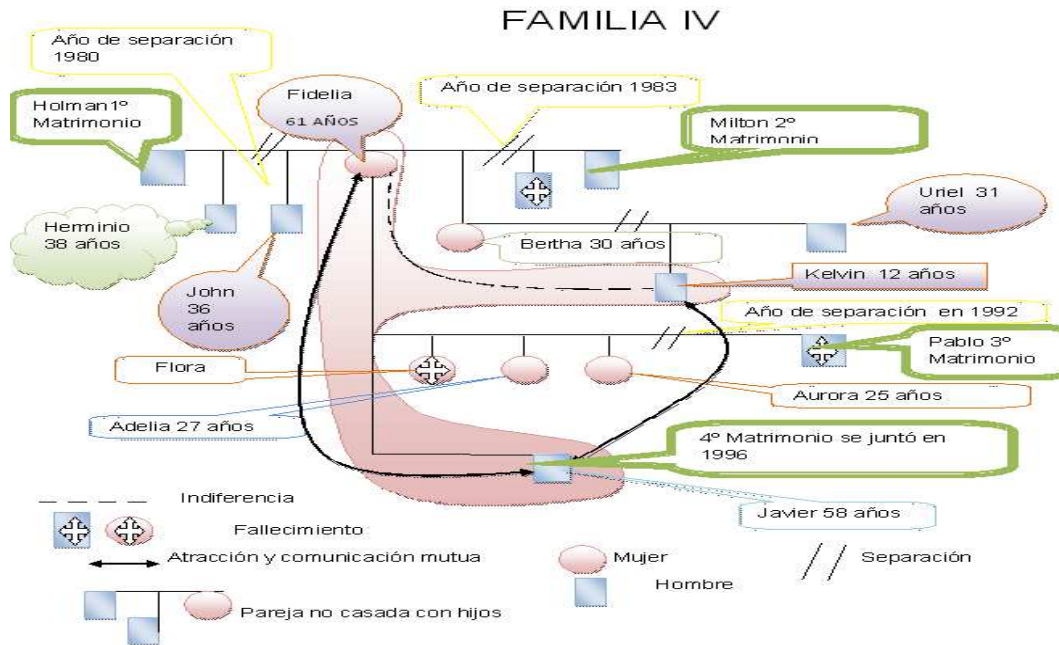 FAMILIA IV
Año de separación
1980
Holman1º
Matrimonio
Fidelia
61 AÑOS
Año de separación 1983
Milton 2º
Matrimonio
Uriel 31
años
Herminio
38 años
Bertha 30 años
John
36
años
Kelvin 12 años
Año de separación en 1992
Pablo 3º
Matrimonio
Flora
Aurora 25 años
Adelia 27 años
4º Matrimonio se juntó en
1996
Javier 58 años
Indiferencia
Fallecimiento
Atracción y comunicación mutua
Mujer
Separación
Hombre
Pareja no casada con hijos